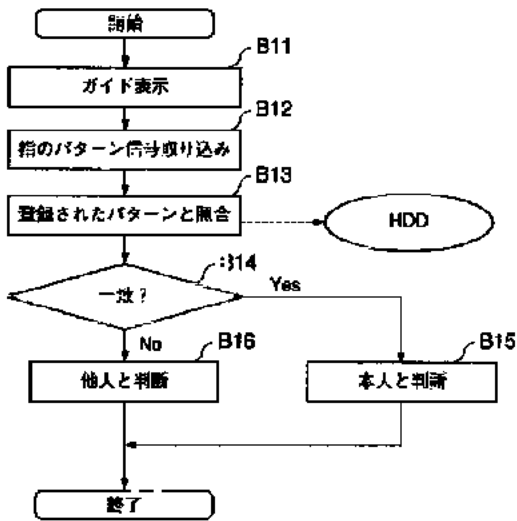 開始
B11
ガイド表示
B12
指のパターン信号取り込み
B13
登録されたパターンと照合
HDD
B14
一致?
Yes
No
B16
他人と判断
B15
本人と判断
終了